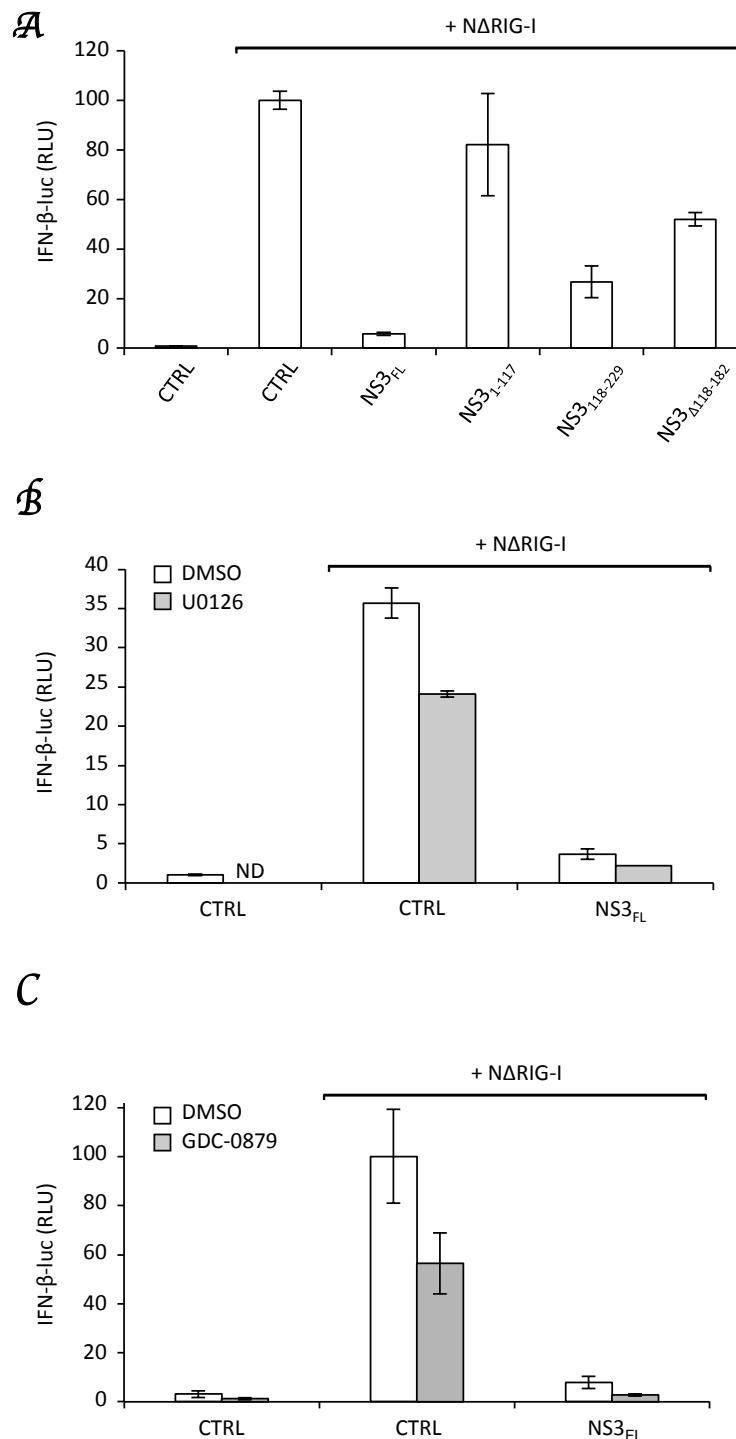 A
+ NΔRIG-I
IFN-β-luc (RLU)
120
100
80
60
40
20
0
CTRL
CTRL
NS3FL
NS31-117
NS3118-229
NS3Δ118-182
B
+ NΔRIG-I
DMSO
U0126
IFN-β-luc (RLU)
40
35
30
25
20
15
10
5
0
ND
CTRL
CTRL
NS3FL
C
+ NΔRIG-I
DMSO
GDC-0879
IFN-β-luc (RLU)
120
100
80
60
40
20
0
CTRL
CTRL
NS3FL